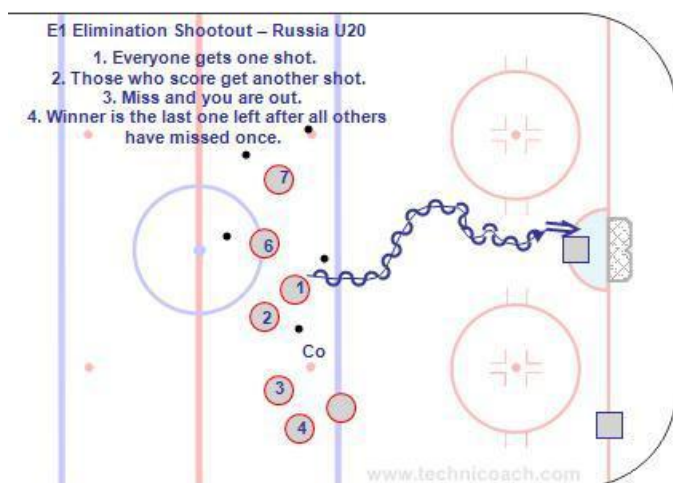 E1 Elimination Shootout – Russia U20
1. Everyone gets one shot.
2. Those who score get another shot.
3. Miss and you are out.
4. Winner is the last one left after all others
have missed once.
7
6
1
2
Co
3
4
www.technicoach.com